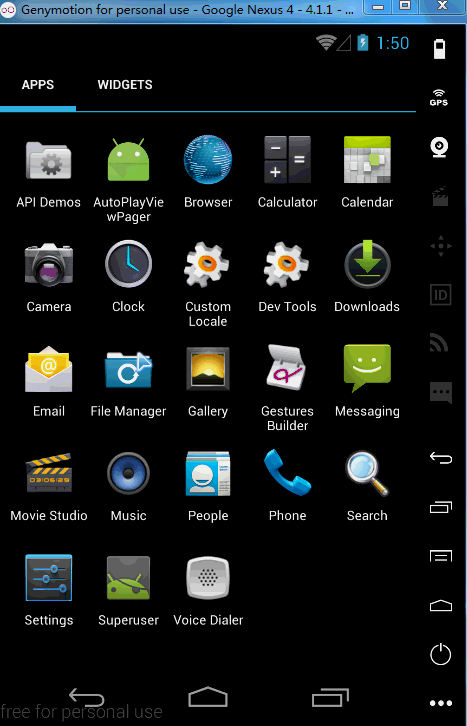 Genymotion for personal use - Google Nexus 4 - 4.1.1 - ...
1:50
APPS WIDGETS
GPS
API Demos AutoPlayVie Browser Calculator Calendar
wPager
Camera Clock Custom Dev Tools Downloads
Locale
ID
Email File Manager Gallery Gestures Messaging
Builder
Movie Studio Music People Phone Search
Settings Superuser Voice Dialer
free for personal use